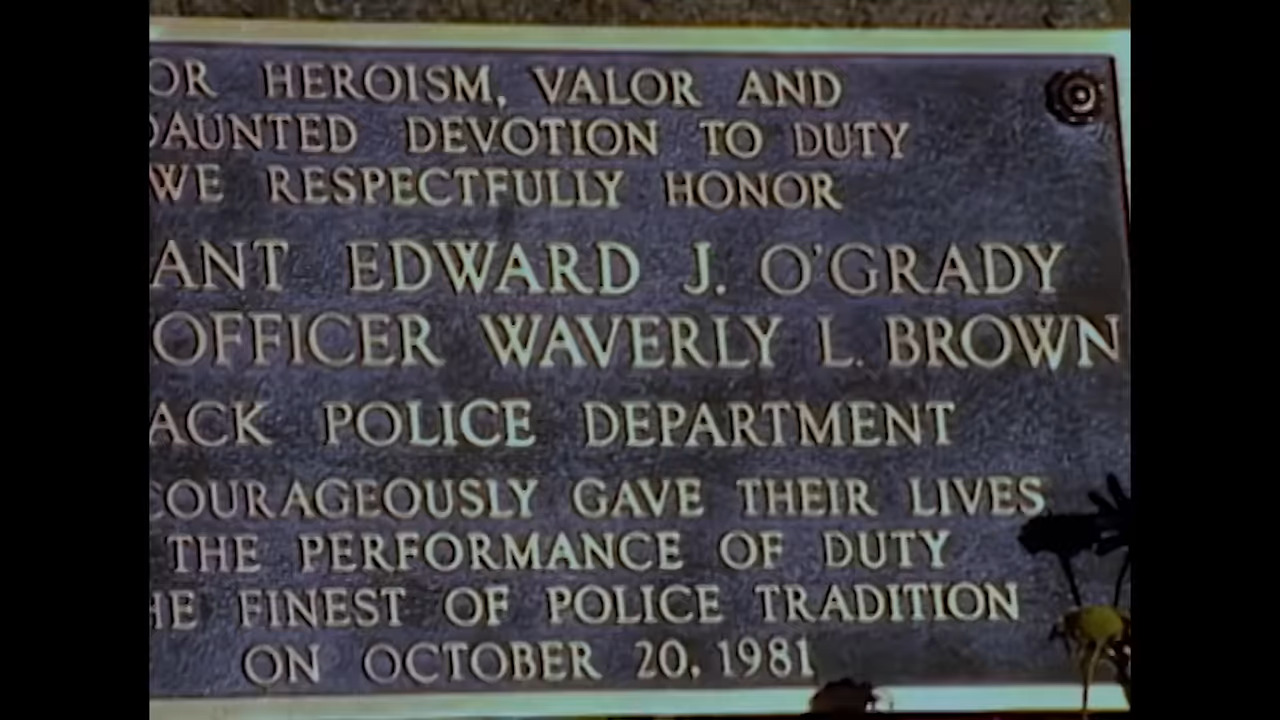 OR HEROISM, VALOR AND
DAUNTED DEVOTION TO DUTY
WE RESPECTFULLY HONOR
ANT EDWARD J. O'GRADY
OFFICER WAVERLY L. BROWN
ACK POLICE DEPARTMENT
COURAGEOUSLY GAVE THEIR LIVES
THE PERFORMANCE OF DUTY
HE FINEST OF POLICE TRADITION
ON OCTOBER 20, 1981